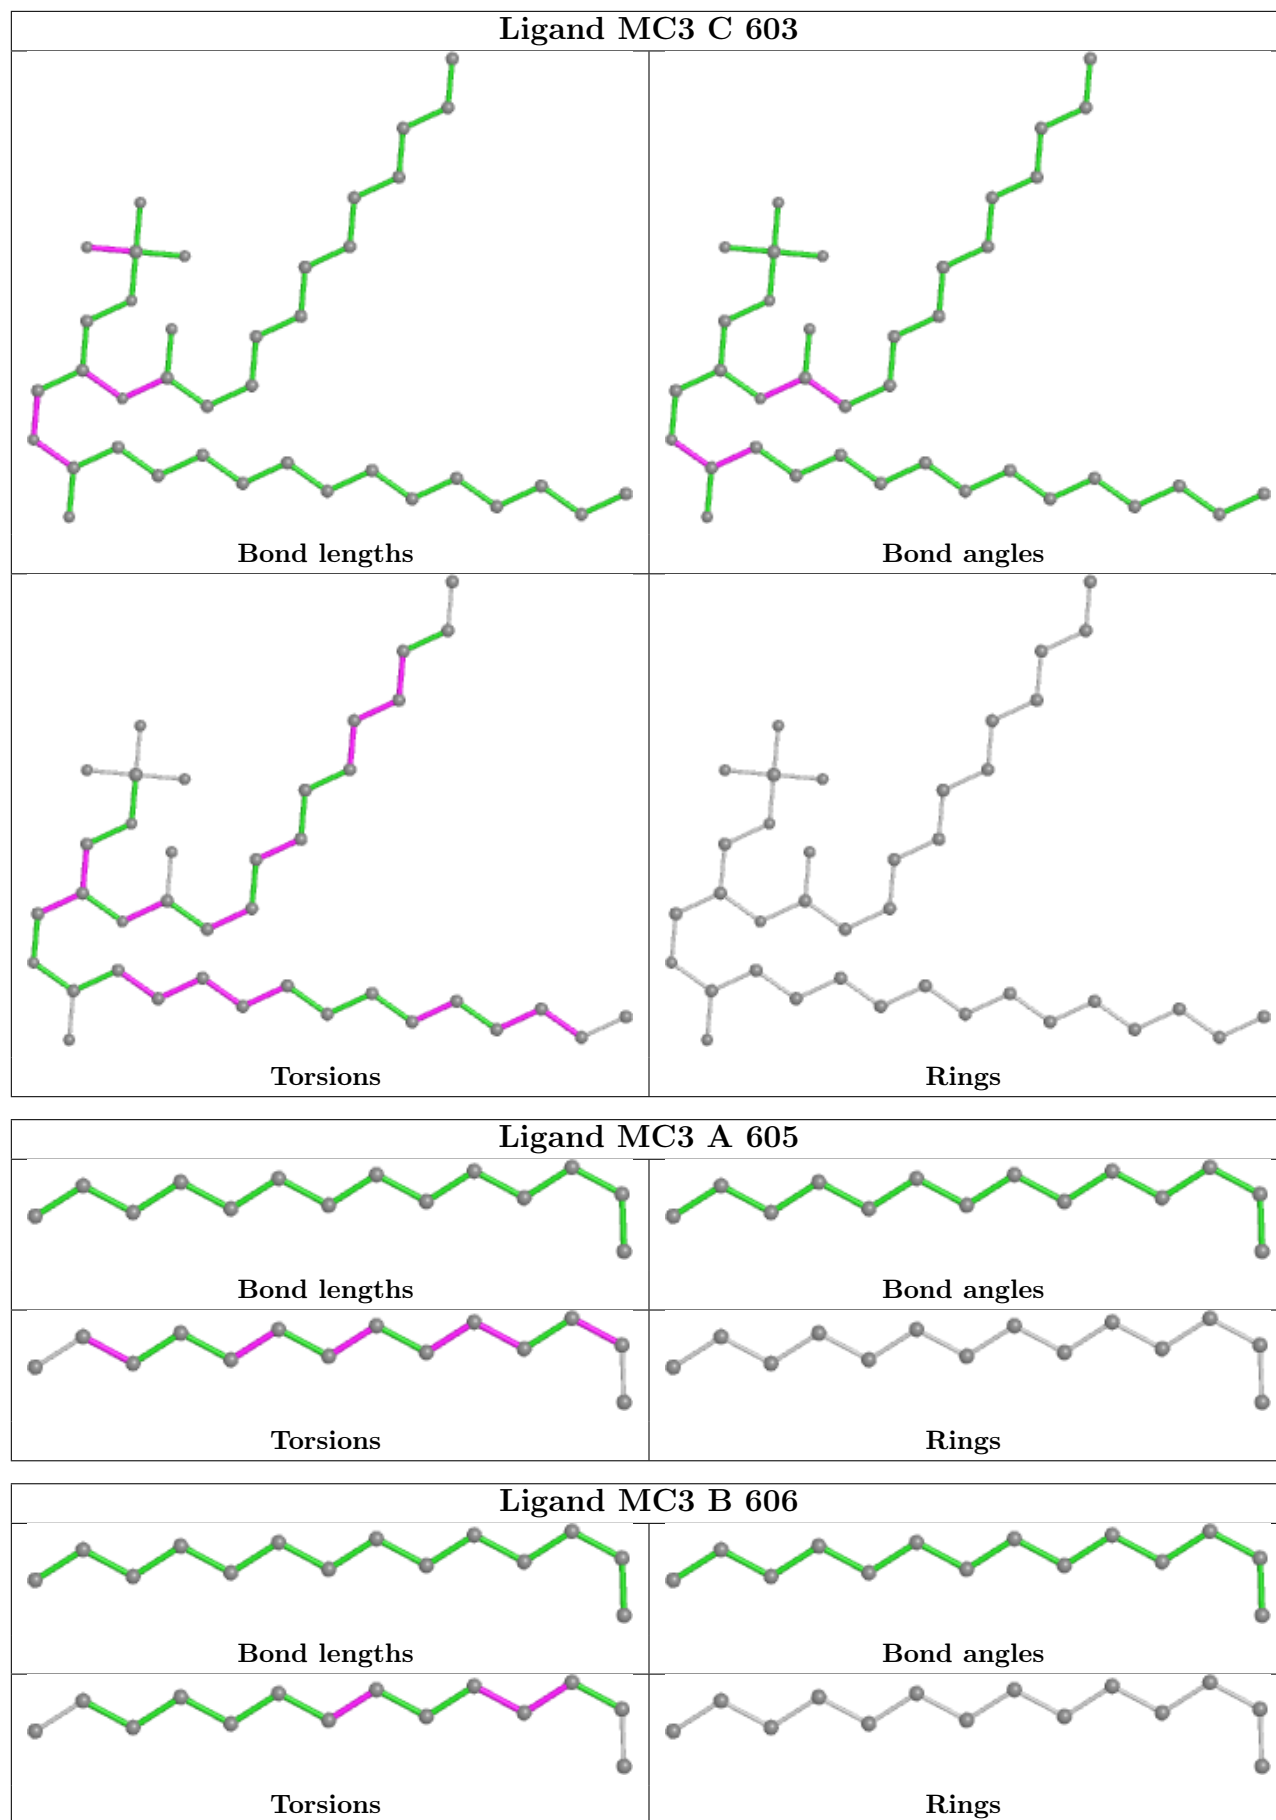 Ligand MC3 C 603
Bond lengths
Bond angles
Torsions
Rings
Ligand MC3 A 605
Bond lengths
Bond angles
Torsions
Rings
Ligand MC3 B 606
Bond lengths
Bond angles
Torsions
Rings